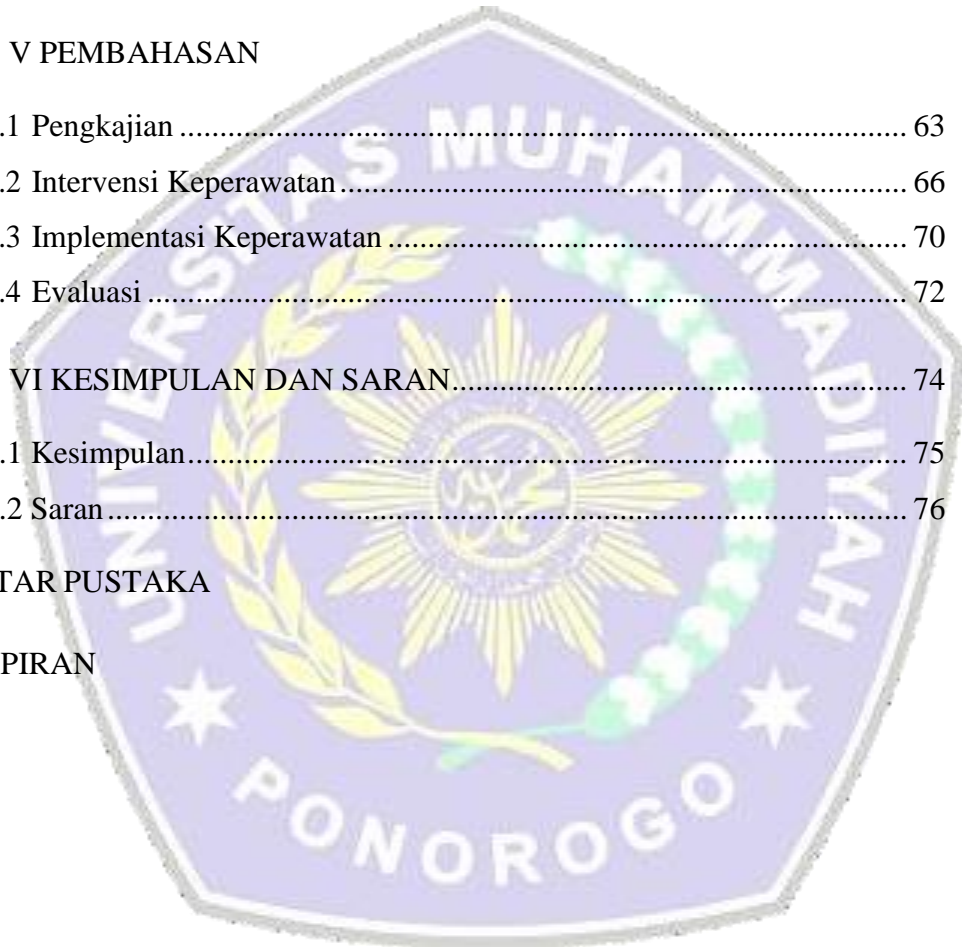 V PEMBAHASAN
.1 Pengkajian ........................................................................................ 63
.2 Intervensi Keperawatan ........................................................................................ 66
.3 Implementasi Keperawatan ........................................................................................ 70
.4 Evaluasi ........................................................................................ 72
VI KESIMPULAN DAN SARAN ........................................................................................ 74
.1 Kesimpulan ........................................................................................ 75
.2 Saran ........................................................................................ 76
TAR PUSTAKA
PIRAN
UNIVERSITAS MUHAMMADIYAH
PONOROGO